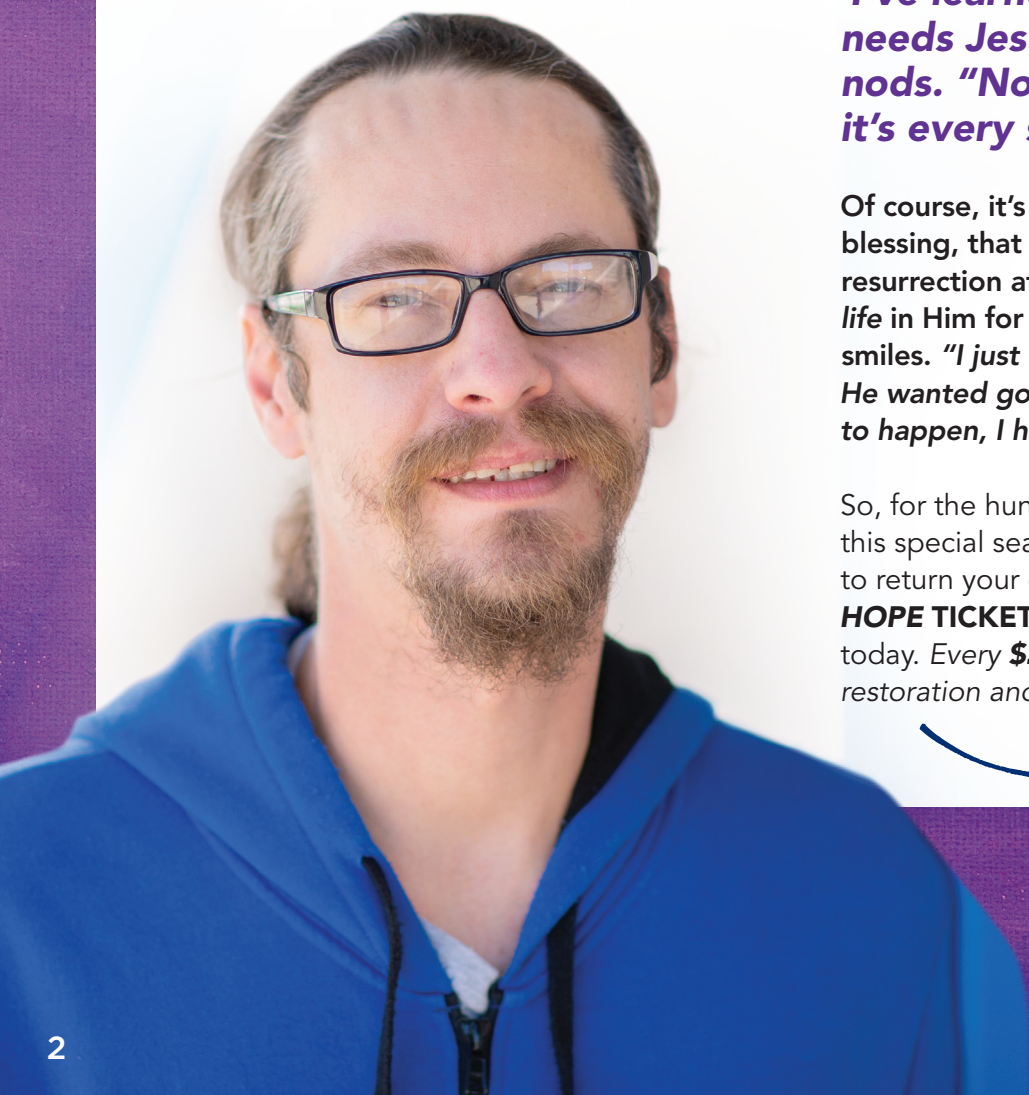 needs Jes
nods. “No
it’s every
Of course, it’s
blessing, that
resurrection
life in Him for
smiles. “I just
He wanted go
to happen, I h
So, for the hun
this special sea
to return your
HOPE TICKET
today. Every $
restoration and
2